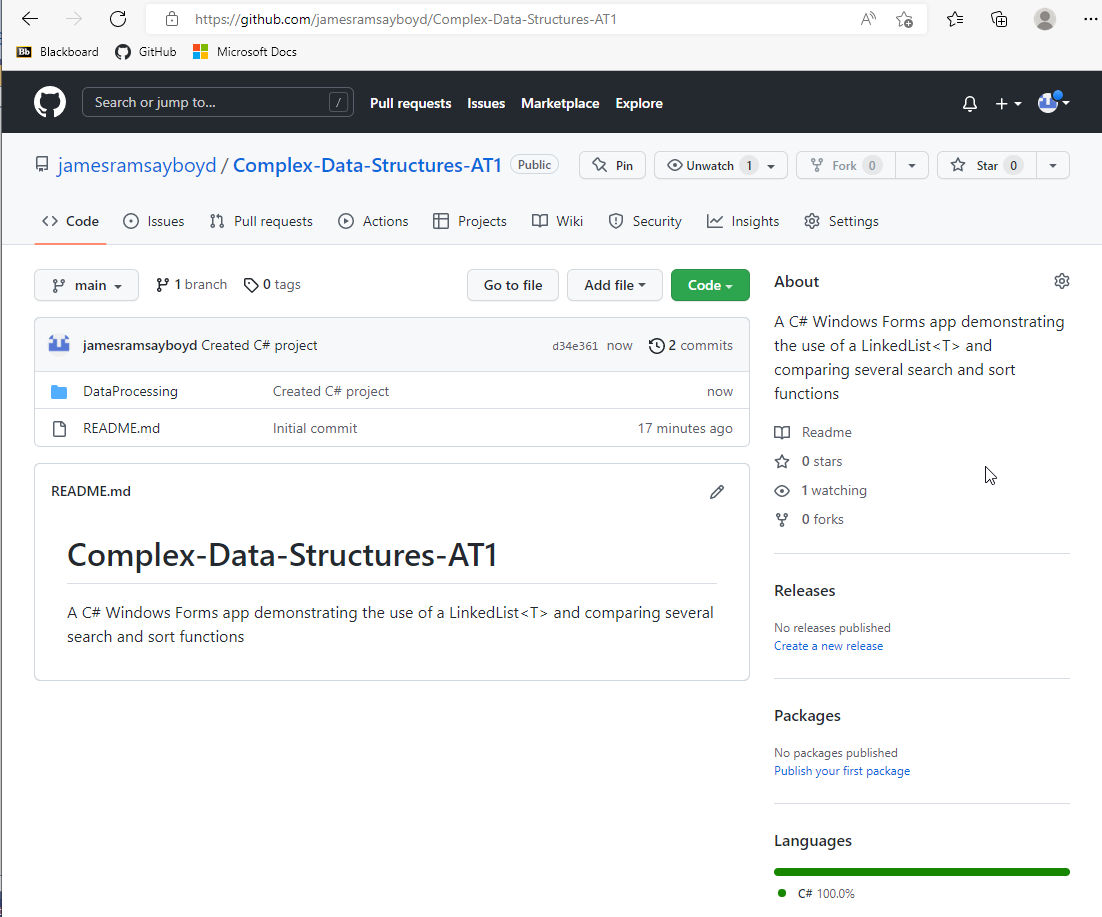 https://github.com/jamesramsayboyd/Complex-Data-Structures-AT1
Bb Blackboard GitHub Microsoft Docs
Search or jump to... / Pull requests Issues Marketplace Explore
jamesramsayboyd / Complex-Data-Structures-AT1 Public Pin Unwatch 1 Fork 0 Star 0
Code Issues Pull requests Actions Projects Wiki Security Insights Settings
main 1 branch 0 tags Go to file Add file Code
jamesramsayboyd Created C# project d34e361 now 2 commits
DataProcessing Created C# project now
README.md Initial commit 17 minutes ago
README.md
Complex-Data-Structures-AT1
A C# Windows Forms app demonstrating the use of a LinkedList<T> and comparing several
search and sort functions
About
A C# Windows Forms app demonstrating
the use of a LinkedList<T> and
comparing several search and sort
functions
Readme
0 stars
1 watching
0 forks
Releases
No releases published
Create a new release
Packages
No packages published
Publish your first package
Languages
C# 100.0%